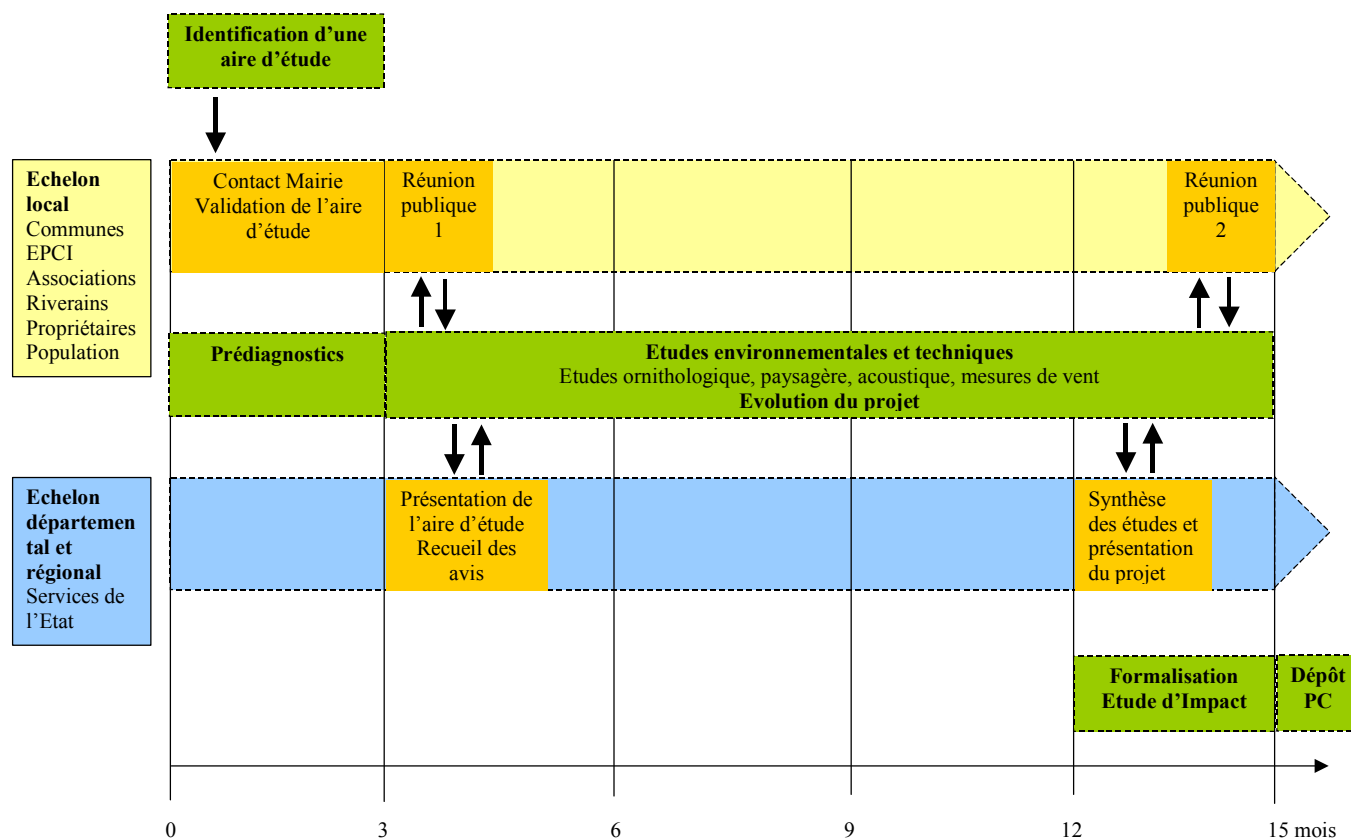 Identification d’une
aire d’étude
Echelon
local
Communes
EPCI
Associations
Riverains
Propriétaires
Population
Contact Mairie
Validation de l’aire
d’étude
Réunion
publique
1
Réunion
publique
2
Prédiagnostics
Etudes environnementales et techniques
Etudes ornithologique, paysagère, acoustique, mesures de vent
Evolution du projet
Echelon
départemen
tal et
régional
Services de
l’Etat
Présentation de
l’aire d’étude
Recueil des
avis
Synthèse
des études et
présentation
du projet
Formalisation
Etude d’Impact
Dépôt
PC
0 3 6 9 12 15 mois